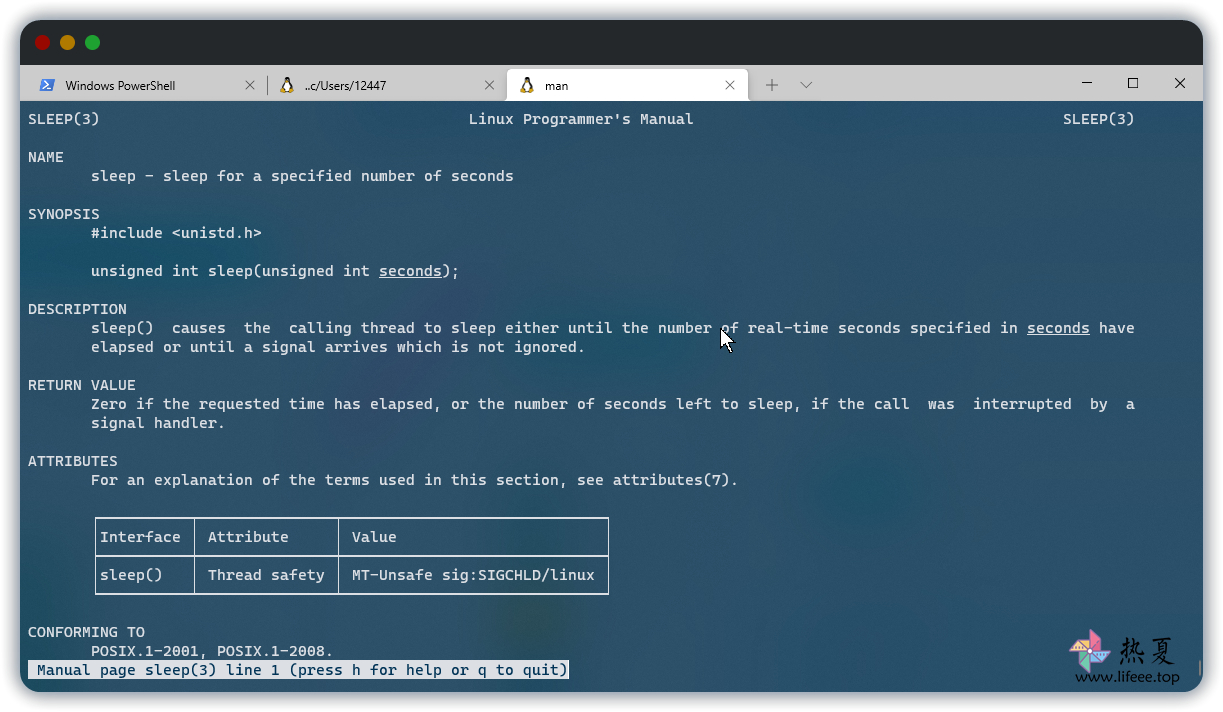 Windows PowerShell
..c/Users/12447
man
SLEEP(3) Linux Programmer's Manual SLEEP(3)
NAME
sleep - sleep for a specified number of seconds
SYNOPSIS
#include <unistd.h>
unsigned int sleep(unsigned int seconds);
DESCRIPTION
sleep() causes the calling thread to sleep either until the number of real-time seconds specified in seconds have
elapsed or until a signal arrives which is not ignored.
RETURN VALUE
Zero if the requested time has elapsed, or the number of seconds left to sleep, if the call was interrupted by a
signal handler.
ATTRIBUTES
For an explanation of the terms used in this section, see attributes(7).
Interface Attribute Value
sleep() Thread safety MT-Unsafe sig:SIGCHLD/linux
CONFORMING TO
POSIX.1-2001, POSIX.1-2008.
Manual page sleep(3) line 1 (press h for help or q to quit)
热夏
www.lifeee.top